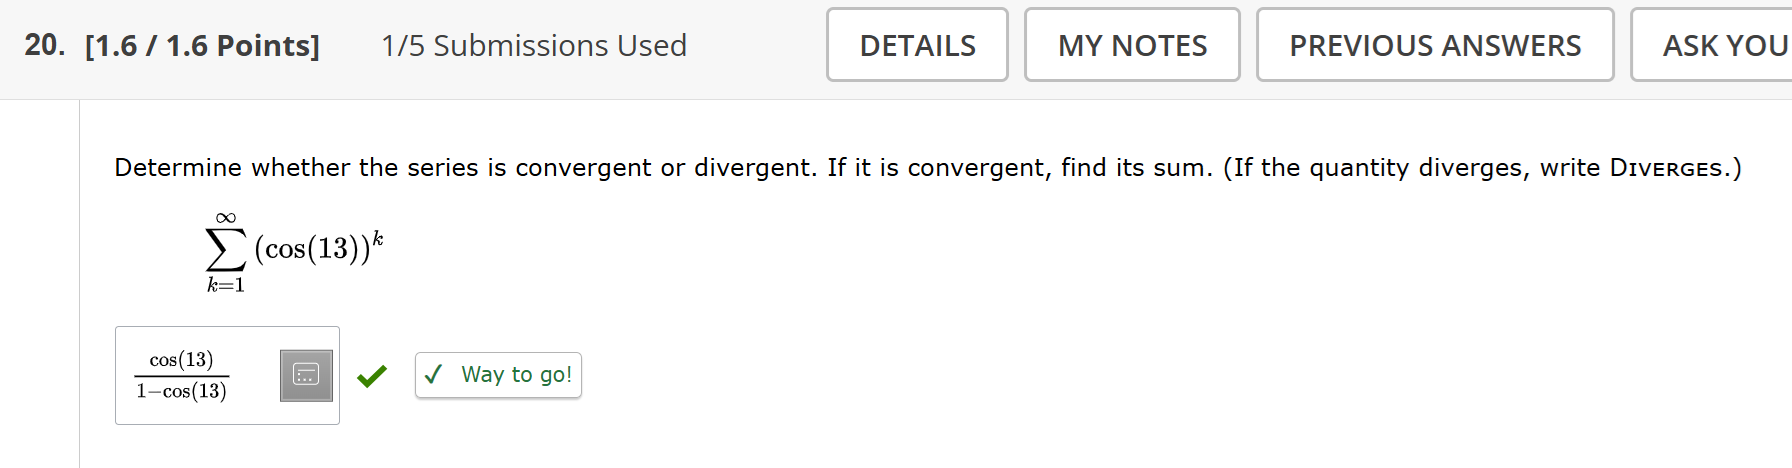 20. [1.6 / 1.6 Points] 1/5 Submissions Used DETAILS MY NOTES PREVIOUS ANSWERS ASK YOU
Determine whether the series is convergent or divergent. If it is convergent, find its sum. (If the quantity diverges, write DIVERGES.)
∞
∑ (cos(13))^k
k=1
cos(13)
1−cos(13)
✓ Way to go!